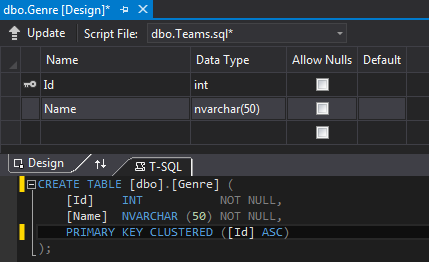 dbo.Genre [Design]*
Update Script File: dbo.Teams.sql*
Name Data Type Allow Nulls Default
Id int
Name nvarchar(50)
Design T-SQL
CREATE TABLE [dbo].[Genre] (
[Id] INT NOT NULL,
[Name] NVARCHAR (50) NOT NULL,
PRIMARY KEY CLUSTERED ([Id] ASC)
);